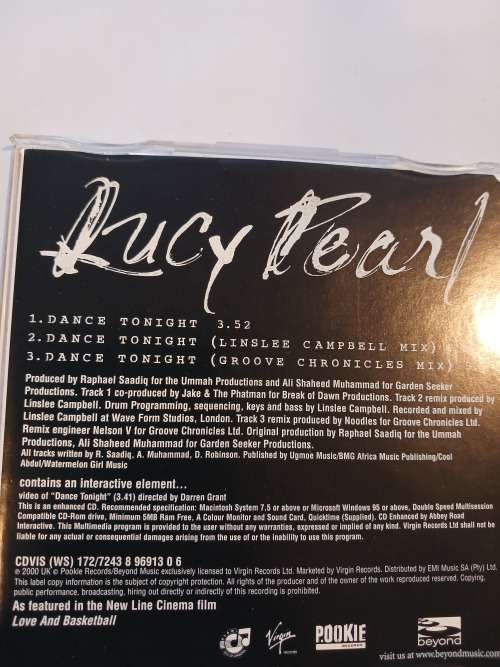 Lucy Pearl
1.DANCE TONIGHT 3.52
2.DANCE TONIGHT (LINSLEE CAMPBELL MIX)
3.DANCE TONIGHT (GROOVE CHRONICLES MIX)
Produced by Raphael Saadiq for the Ummah Productions and Ali Shaheed Muhammad for Garden Seeker
Productions. Track 1 co-produced by Jake & The Phatman for Break of Dawn Productions. Track 2 remix produced by
Linslee Campbell. Drum Programming, sequencing, keys and bass by Linslee Campbell. Recorded and mixed by
Linslee Campbell at Wave Form Studios, London. Track 3 remix produced by Noodles for Groove Chronicles Ltd.
Remix engineer Nelson V for Groove Chronicles Ltd. Original production by Raphael Saadiq for the Ummah
Productions, Ali Shaheed Muhammad for Garden Seeker Productions.
All tracks written by R. Saadiq, A. Muhammad, D. Robinson. Published by Ugmoe Music/BMG Africa Music Publishing/Cool
Abdul/Watermelon Girl Music
contains an interactive element...
video of "Dance Tonight" (3.41) directed by Darren Grant
This is an enhanced CD. Recommended specification: Macintosh System 7.5 or above or Microsoft Windows 95 or above, Double Speed Multisession
Compatible CD-Rom drive, Minimum 5MB Ram Free, A Colour Monitor and Sound Card, Quicktime (Supplied). CD Enhanced by Abbey Road
Interactive. This Multimedia program is provided to the user without any warranties, expressed or implied of any kind. Virgin Records Ltd shall not be
liable for any actual or consequential damages arising from the use of or the inability to use this program.
CDVIS (WS) 172/7243 8 96913 0 6
℗ 2000 UK © Pookie Records/Beyond Music exclusively licensed to Virgin Records Ltd. Marketed by Virgin Records. Distributed by EMI Music SA (Pty) Ltd.
This label copy information is the subject of copyright protection. All rights of the producer and of the owner of the work reproduced reserved. Copying,
public performance, broadcasting, hiring out directly or indirectly of this recording is prohibited.
As featured in the New Line Cinema film
Love And Basketball
Virgin
POOKIE
RECORDS
beyond
visit us at www.beyondmusic.com